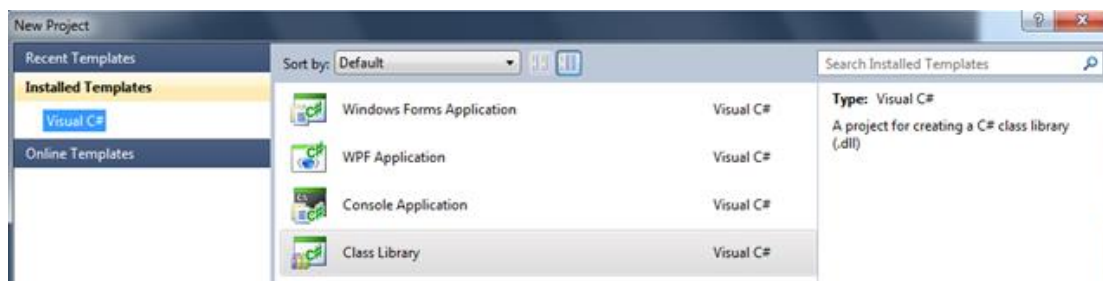 New Project
Recent Templates
Installed Templates
Visual C#
Online Templates
Sort by: Default
Windows Forms Application Visual C#
WPF Application Visual C#
Console Application Visual C#
Class Library Visual C#
Search Installed Templates
Type: Visual C#
A project for creating a C# class library
(.dll)